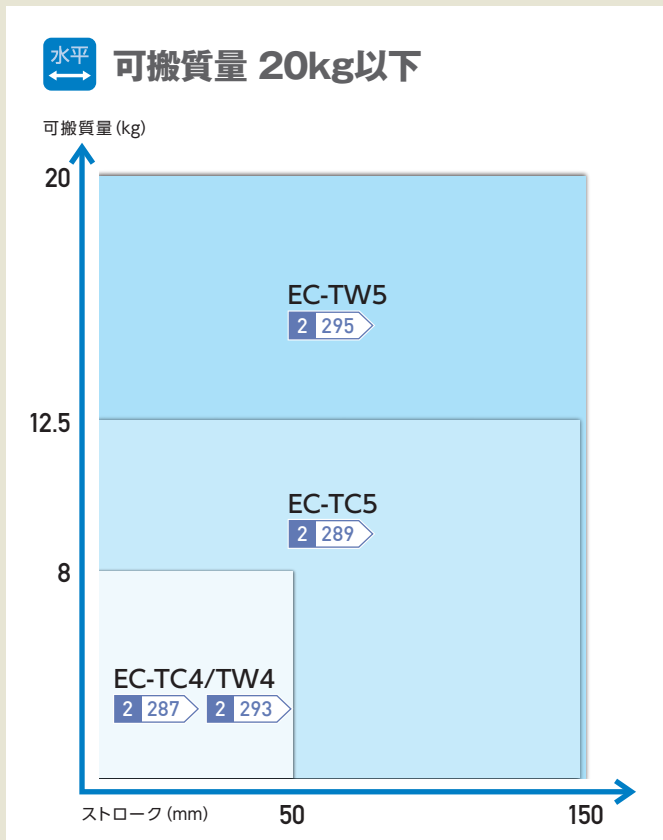 水平
可搬質量 20kg以下
可搬質量(kg)
20
EC-TW5
2 295
12.5
EC-TC5
2 289
8
EC-TC4/TW4
2 287 2 293
ストローク(mm) 50 150